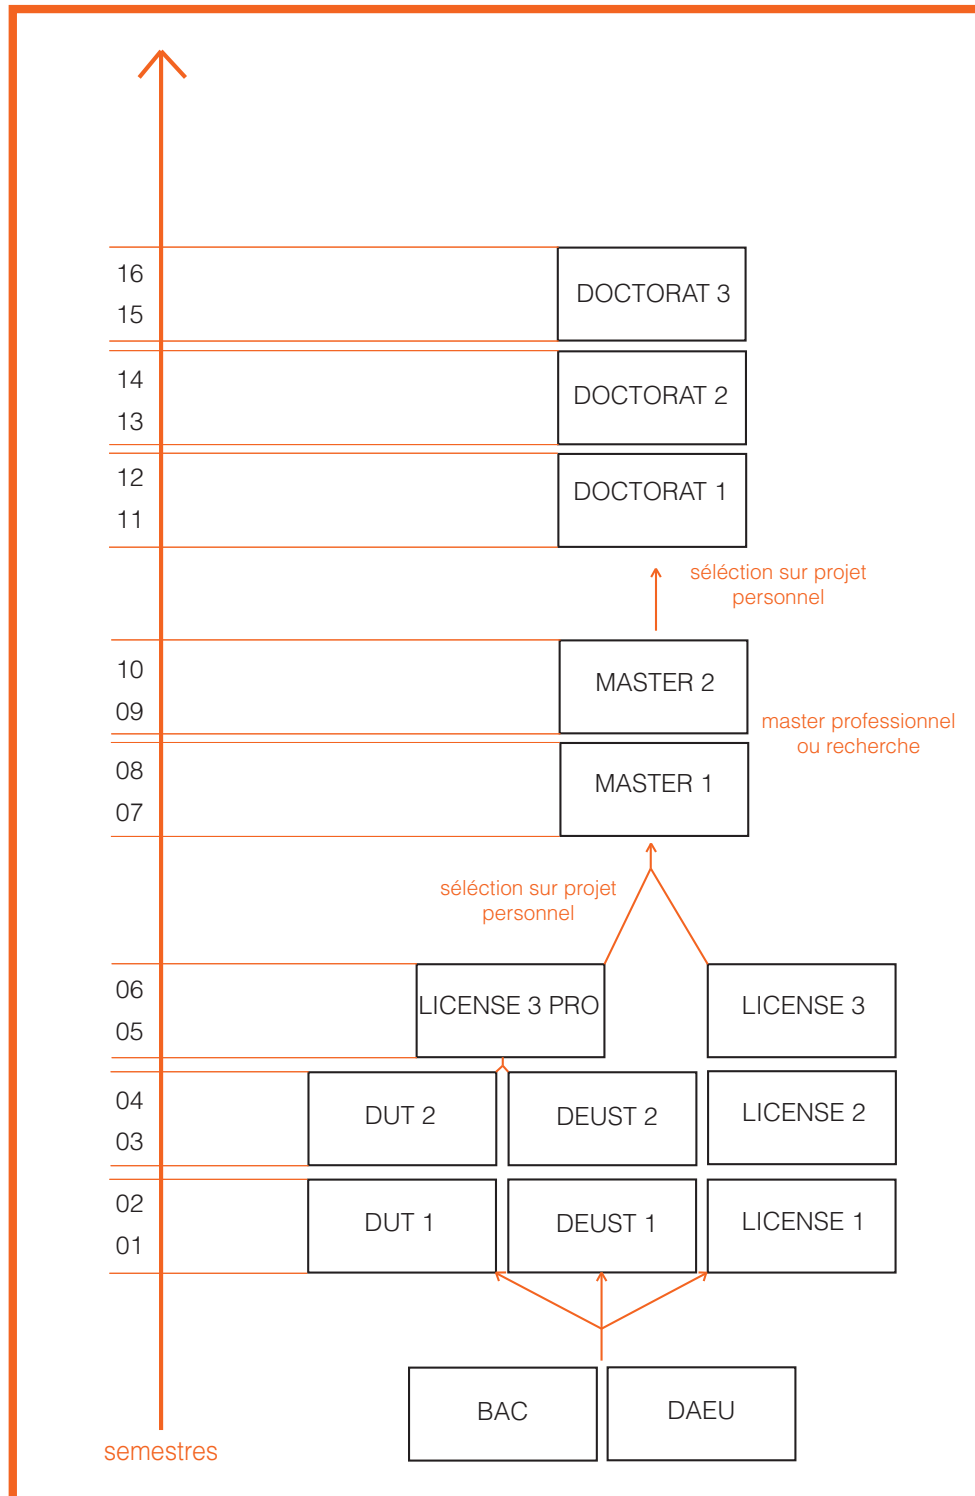 16
DOCTORAT 3
15
14
DOCTORAT 2
13
12
DOCTORAT 1
11
séléction sur projet
personnel
10
MASTER 2
09
master professionnel
ou recherche
08
MASTER 1
07
séléction sur projet
personnel
06
LICENSE 3 PRO
LICENSE 3
05
04
DUT 2
DEUST 2
LICENSE 2
03
02
DUT 1
DEUST 1
LICENSE 1
01
BAC
DAEU
semestres